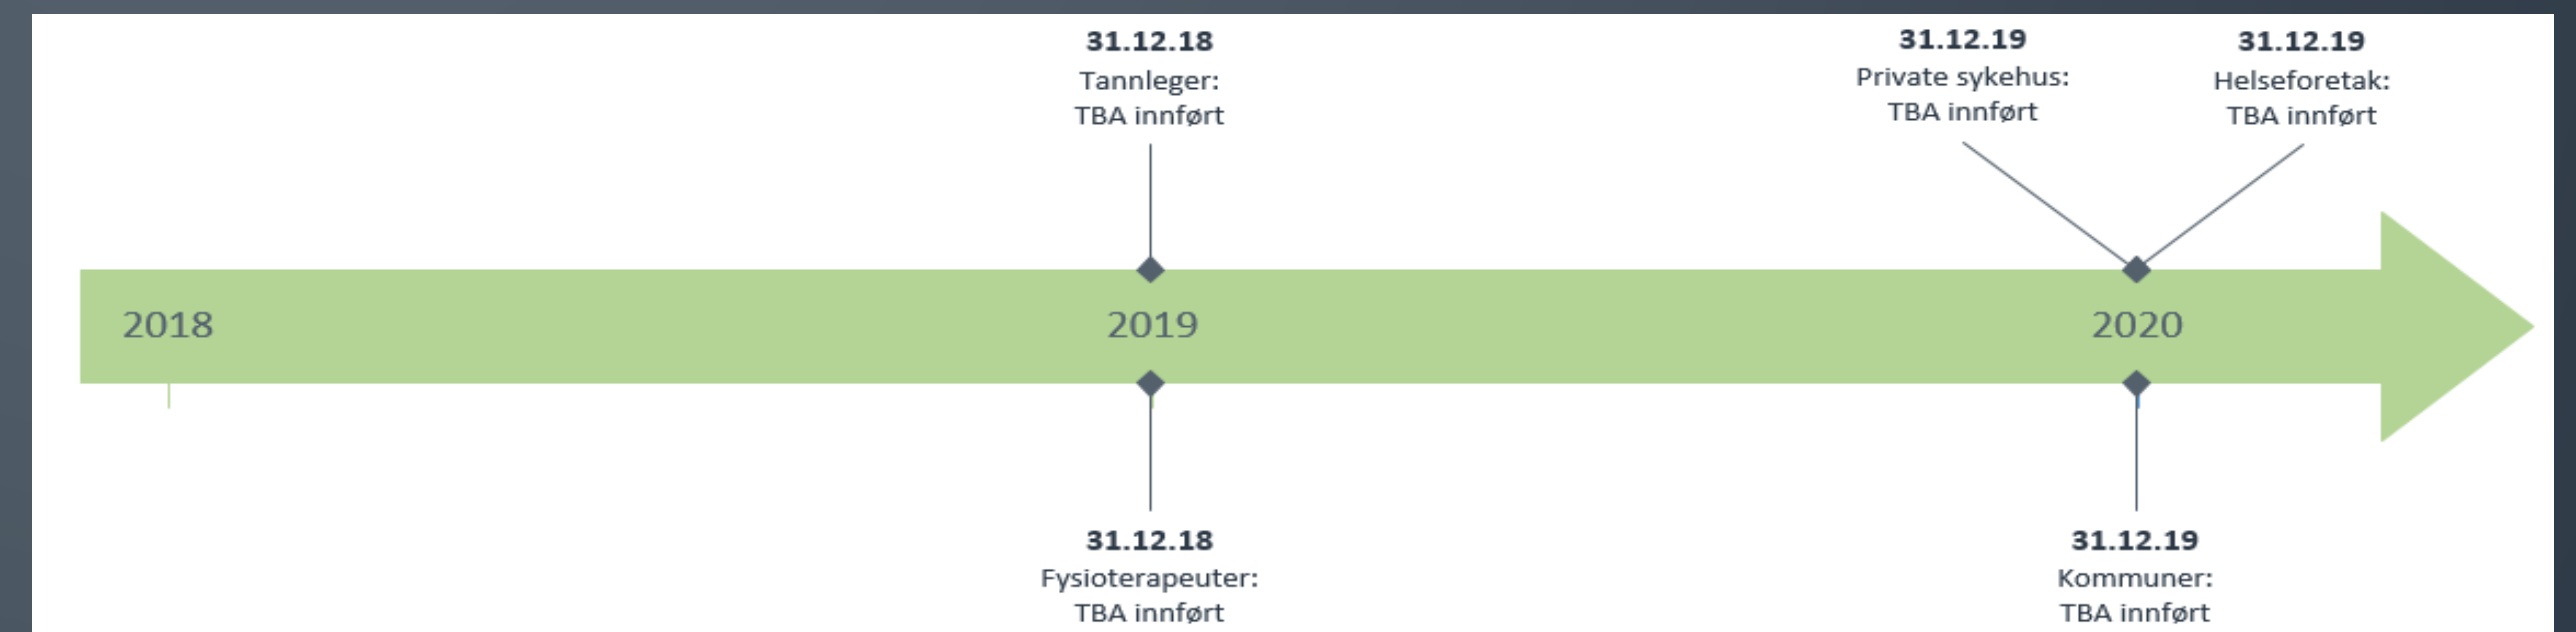 31.12.18
Tannleger:
TBA innført
31.12.19
Private sykehus:
TBA innført
31.12.19
Helseforetak:
TBA innført
2018
2019
2020
31.12.18
Fysioterapeuter:
TBA innført
31.12.19
Kommuner:
TBA innført